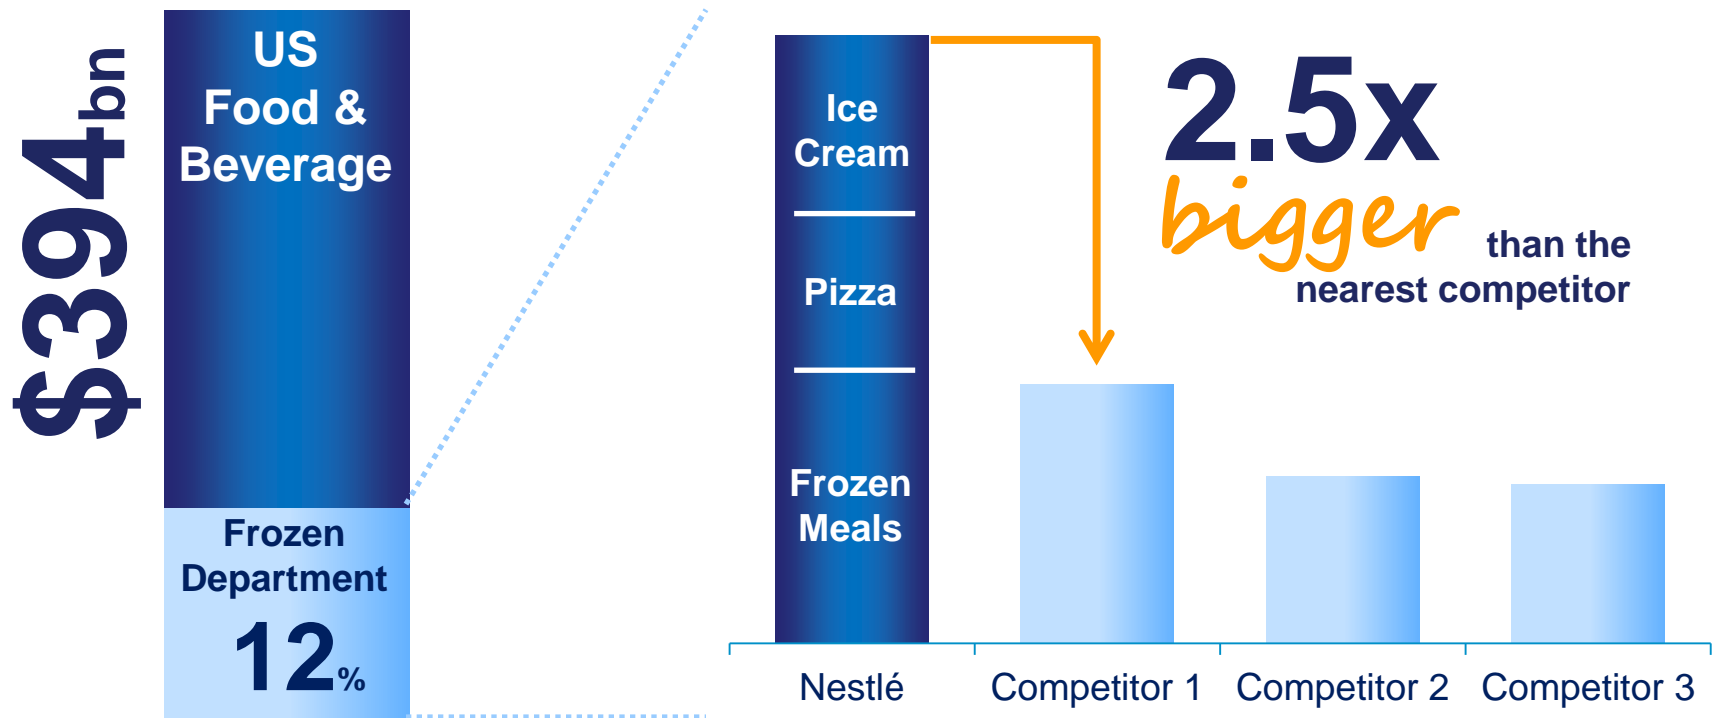 $394bn
US
Food &
Beverage
Frozen
Department
12%
Ice
Cream
Pizza
Frozen
Meals
2.5x
bigger than the
nearest competitor
Nestlé
Competitor 1
Competitor 2
Competitor 3